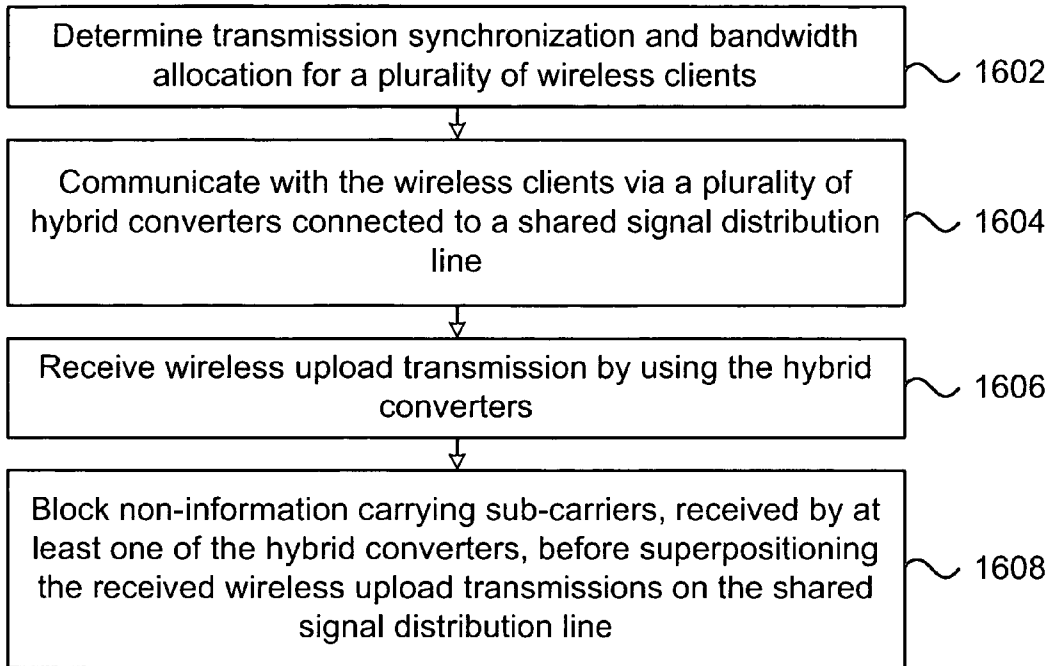 Determine transmission synchronization and bandwidth
allocation for a plurality of wireless clients
1602
Communicate with the wireless clients via a plurality of
hybrid converters connected to a shared signal distribution
line
1604
Receive wireless upload transmission by using the hybrid
converters
1606
Block non-information carrying sub-carriers, received by at
least one of the hybrid converters, before superpositioning
the received wireless upload transmissions on the shared
signal distribution line
1608